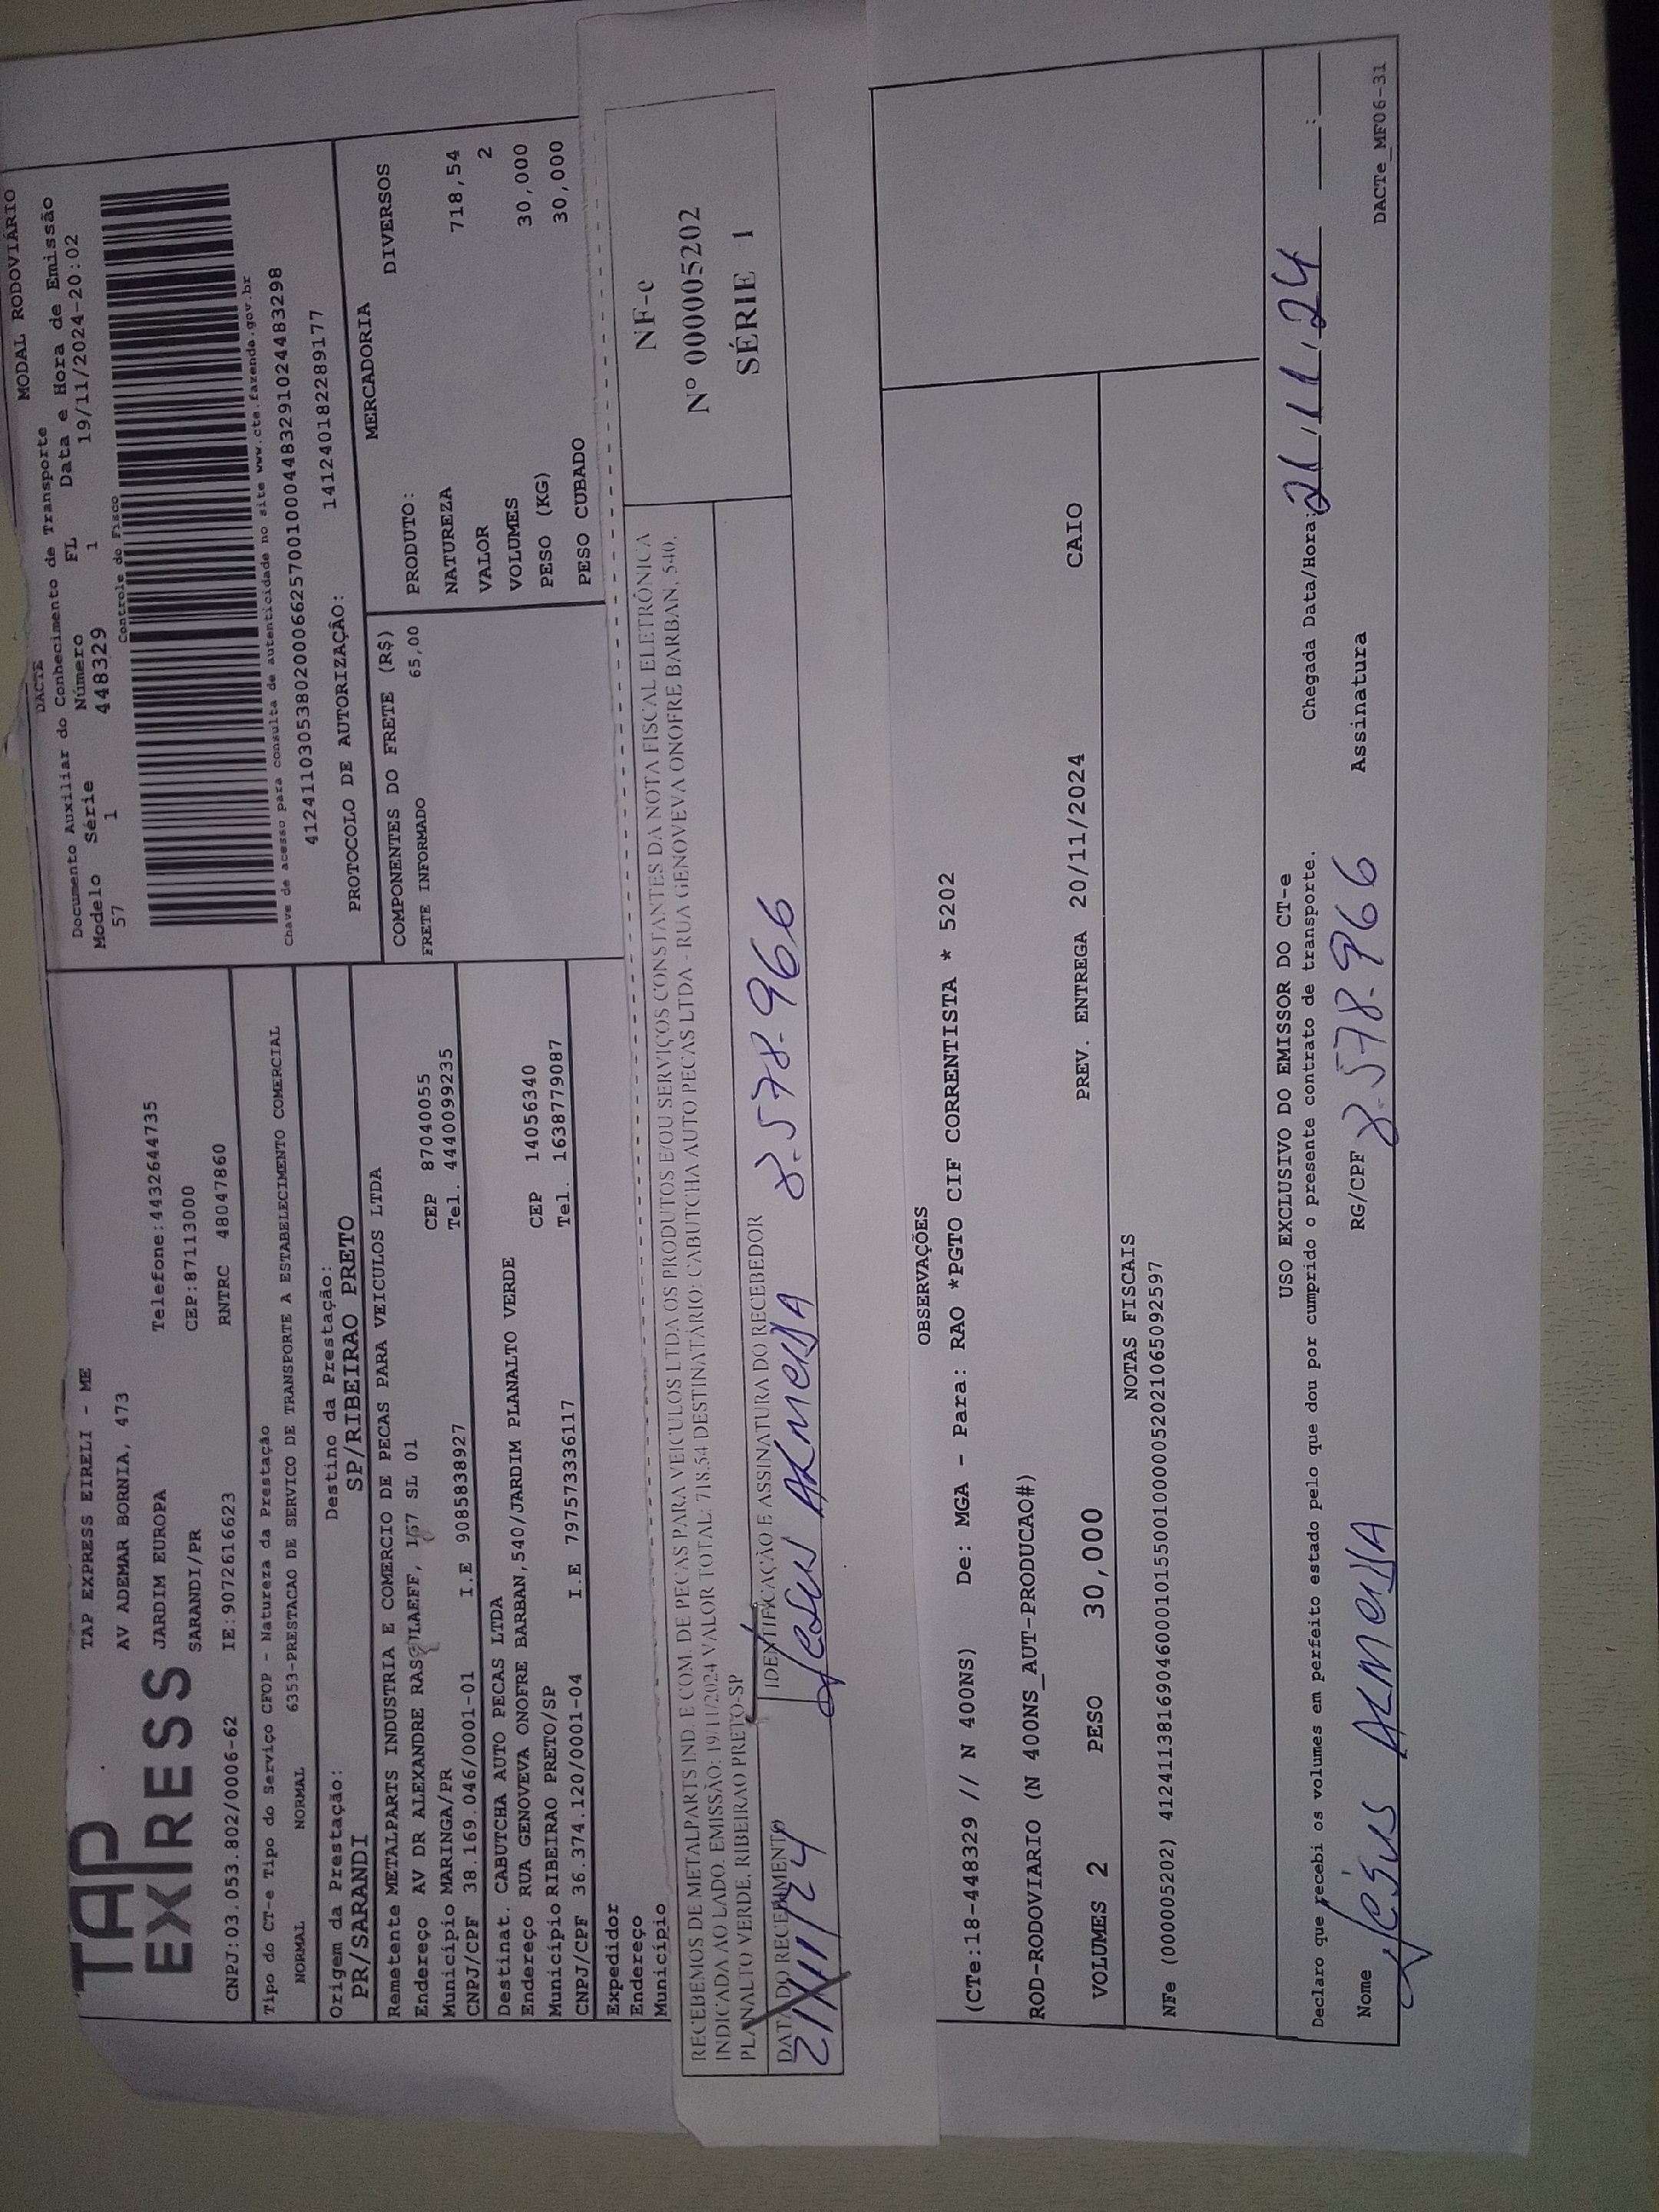 TAP EXPRESS
TAP EXPRESS EIRELI - ME
AV ADEMAR BORNIA, 473
JARDIM EUROPA Telefone:4432644735
SARANDI/PR CEP:87113000
CNPJ:03.053.802/0006-62 IE:9072616623 RNTRC 48047860
DACTE MODAL RODOVIÁRIO
Documento Auxiliar do Conhecimento de Transporte
Modelo Série Número FL Data e Hora de Emissão
57 1 448329 1 19/11/2024-20:02
Controle do Fisco
Chave de acesso para consulta de autenticidade no site www.cte.fazenda.gov.br
41241103053802000662570010004483291024483298
PROTOCOLO DE AUTORIZAÇÃO: 141240182289177
Tipo do CT-e Tipo do Serviço CFOP - Natureza da Prestação
NORMAL NORMAL 6353-PRESTACAO DE SERVICO DE TRANSPORTE A ESTABELECIMENTO COMERCIAL
Origem da Prestação: Destino da Prestação:
PR/SARANDI SP/RIBEIRAO PRETO
Remetente METALPARTS INDUSTRIA E COMERCIO DE PECAS PARA VEICULOS LTDA
Endereço AV DR ALEXANDRE RASGULAEFF, 167 SL 01 CEP 87040055
Município MARINGA/PR Tel. 4440099235
CNPJ/CPF 38.169.046/0001-01 I.E 9085838927
Destinat. CABUTCHA AUTO PECAS LTDA
Endereço RUA GENOVEVA ONOFRE BARBAN,540/JARDIM PLANALTO VERDE CEP 14056340
Município RIBEIRAO PRETO/SP Tel. 1638779087
CNPJ/CPF 36.374.120/0001-04 I.E 797573336117
Expedidor
Endereço
Município
COMPONENTES DO FRETE (R$)
FRETE INFORMADO 65,00
MERCADORIA
PRODUTO: DIVERSOS
NATUREZA
VALOR 718,54
VOLUMES 2
PESO (KG) 30,000
PESO CUBADO 30,000
RECEBEMOS DE METALPARTS IND. E COM. DE PECAS PARA VEICULOS LTDA OS PRODUTOS E/OU SERVIÇOS CONSTANTES DA NOTA FISCAL ELETRÔNICA
INDICADA AO LADO. EMISSÃO: 19/11/2024 VALOR TOTAL: 718.54 DESTINATÁRIO: CABUTCHA AUTO PECAS LTDA - RUA GENOVEVA ONOFRE BARBAN, 540,
PLANALTO VERDE, RIBEIRAO PRETO-SP
DATA DO RECEBIMENTO IDENTIFICAÇÃO E ASSINATURA DO RECEBEDOR
21/11/24 Jesus Almeida 8.578.966
NF-e
Nº 000005202
SÉRIE 1
OBSERVAÇÕES
(CTe:18-448329 // N 400NS) De: MGA - Para: RAO *PGTO CIF CORRENTISTA * 5202
ROD-RODOVIARIO (N 400NS_AUT-PRODUCAO#)
VOLUMES 2 PESO 30,000 PREV. ENTREGA 20/11/2024 CAIO
NOTAS FISCAIS
NFe (000005202) 41241138169046000101550010000052021065092597
USO EXCLUSIVO DO EMISSOR DO CT-e
Declaro que recebi os volumes em perfeito estado pelo que dou por cumprido o presente contrato de transporte. Chegada Data/Hora: 21/11/24 ___:___
Nome Jesus Almeida RG/CPF 8.578.966 Assinatura
DACTe_MF06-31